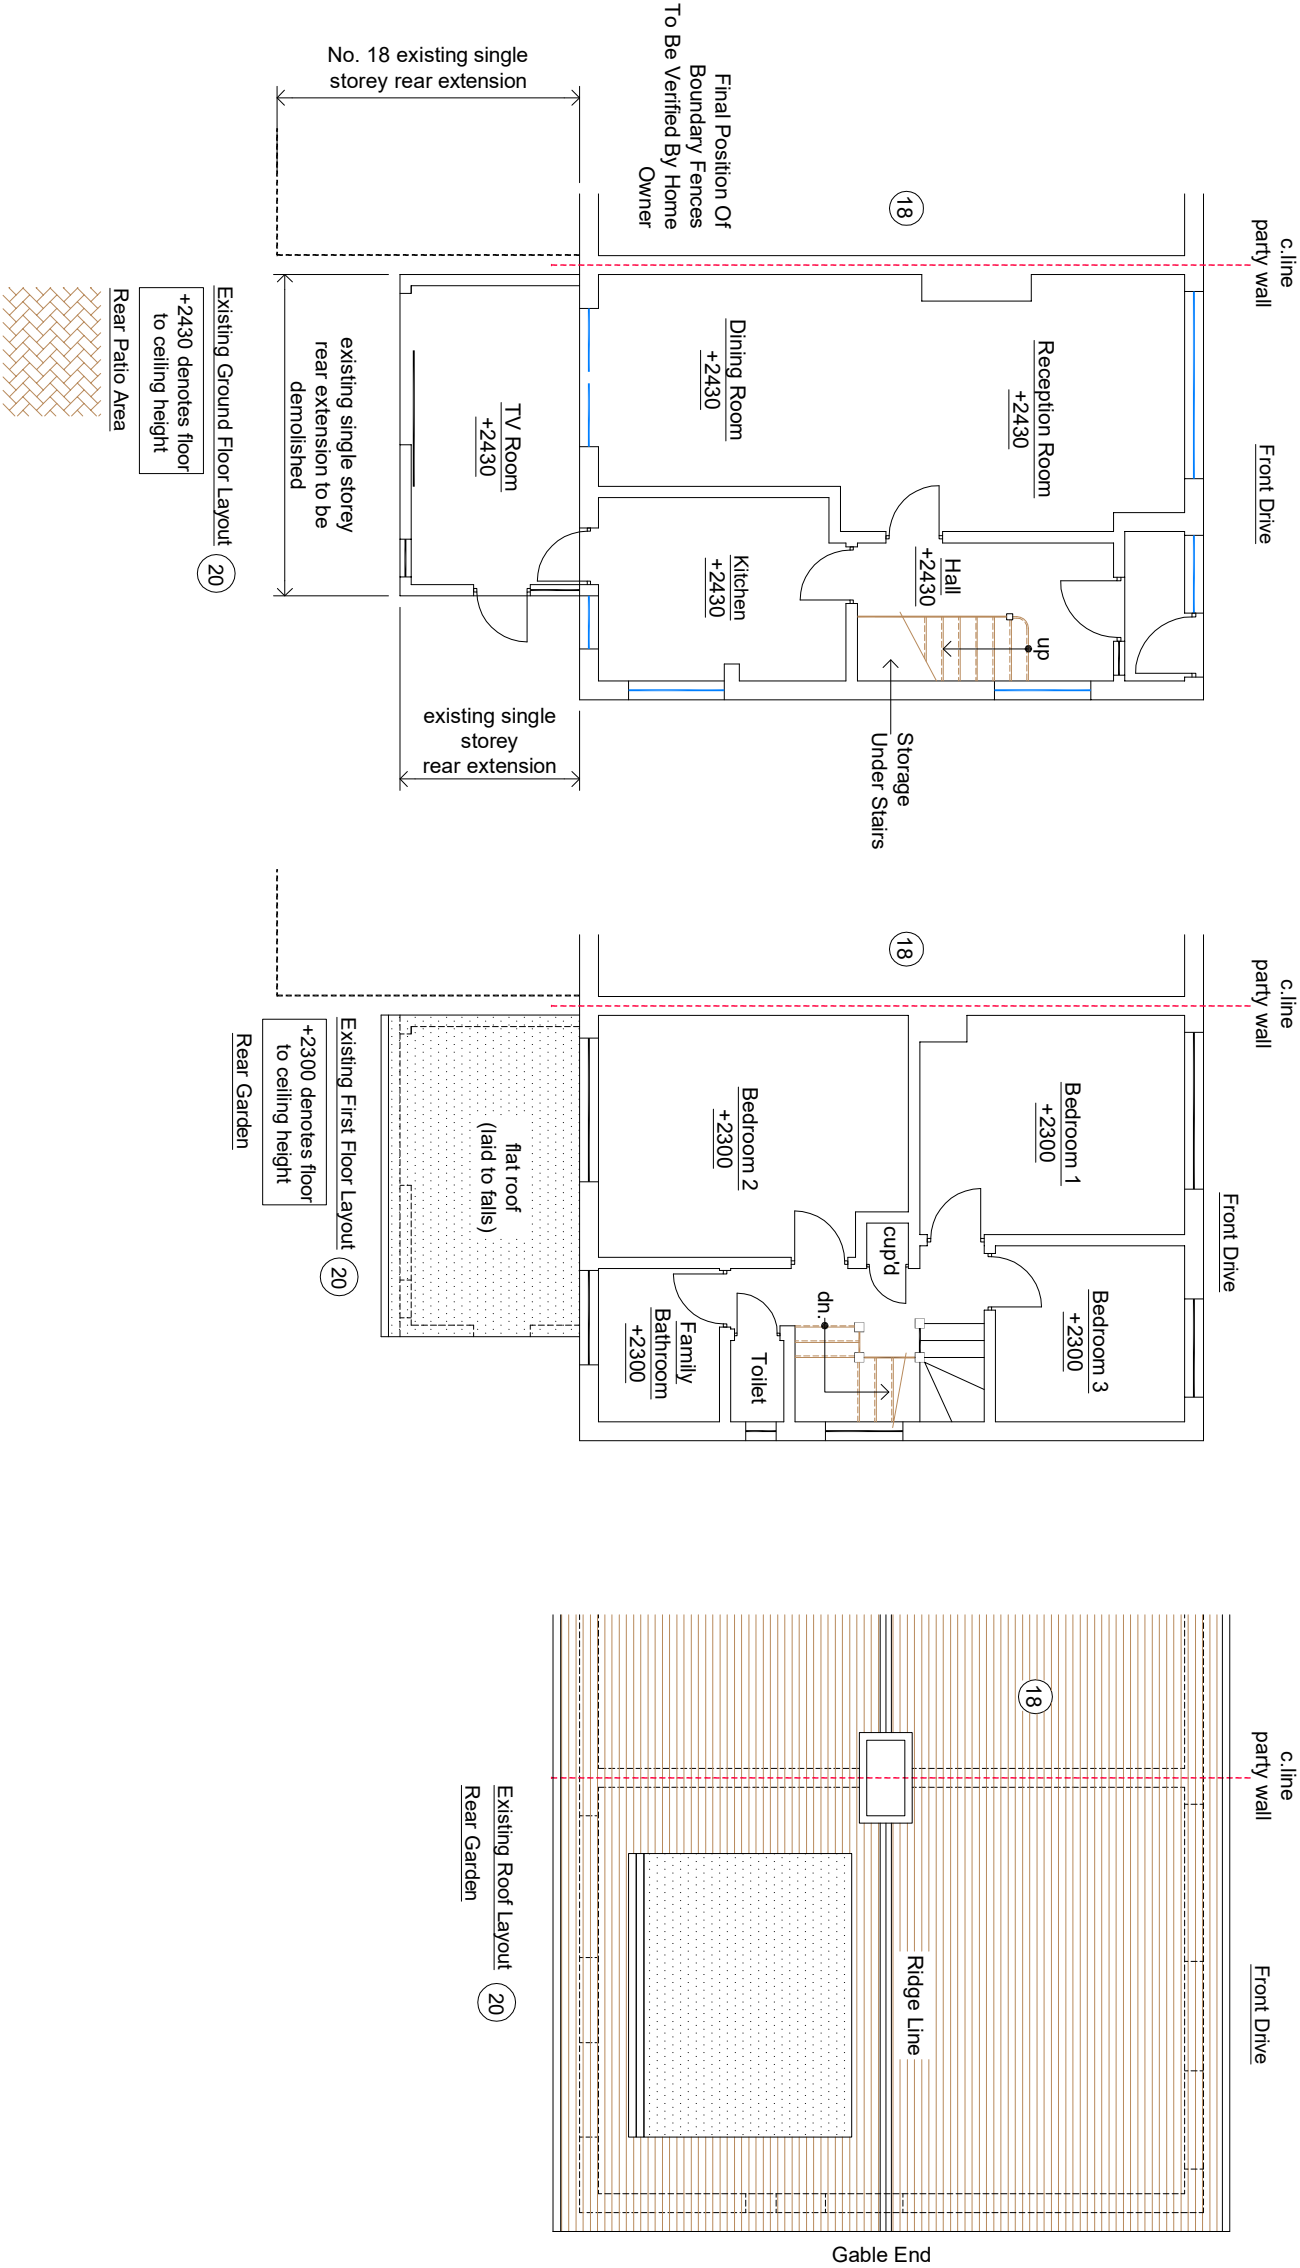 No. 18 existing single
storey rear extension
Final Position Of
Boundary Fences
To Be Verified By Home
Owner
18
c.line
party wall
Front Drive
Reception Room
+2430
Dining Room
+2430
TV Room
+2430
Kitchen
+2430
Hall
+2430
up
Storage
Under Stairs
existing single storey
rear extension to be
demolished
existing single
storey
rear extension
Existing Ground Floor Layout
20
+2430 denotes floor
to ceiling height
Rear Patio Area
18
c.line
party wall
Front Drive
Bedroom 1
+2300
Bedroom 2
+2300
Bedroom 3
+2300
cup'd
dn.
Toilet
Family
Bathroom
+2300
flat roof
(laid to falls)
Existing First Floor Layout
20
+2300 denotes floor
to ceiling height
Rear Garden
18
c.line
party wall
Front Drive
Ridge Line
Gable End
Existing Roof Layout
20
Rear Garden